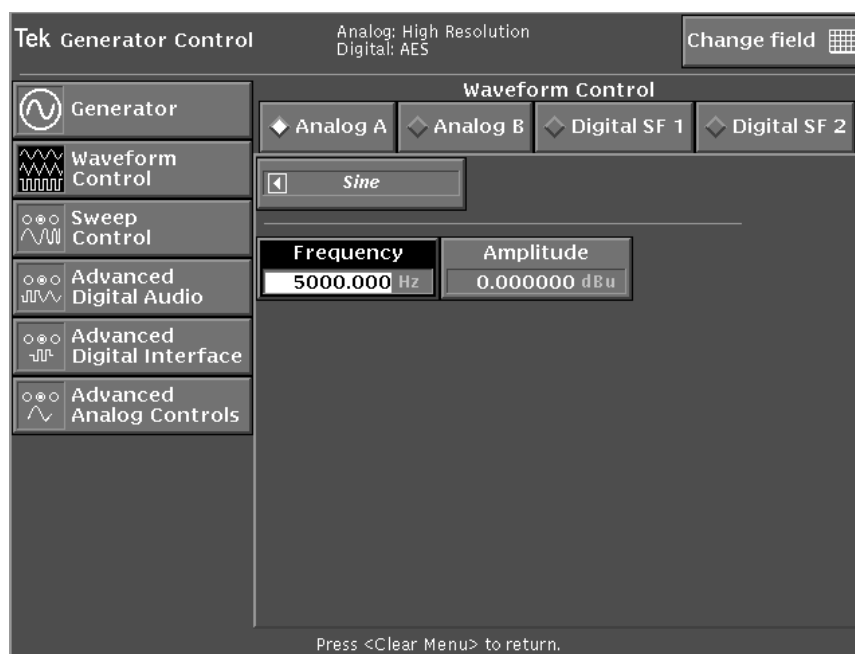 Tek Generator Control
Analog: High Resolution
Digital: AES
Change field
Generator
Waveform
Control
Sweep
Control
Advanced
Digital Audio
Advanced
Digital Interface
Advanced
Analog Controls
Waveform Control
Analog A
Analog B
Digital SF 1
Digital SF 2
Sine
Frequency
5000.000 Hz
Amplitude
0.000000 dBu
Press <Clear Menu> to return.